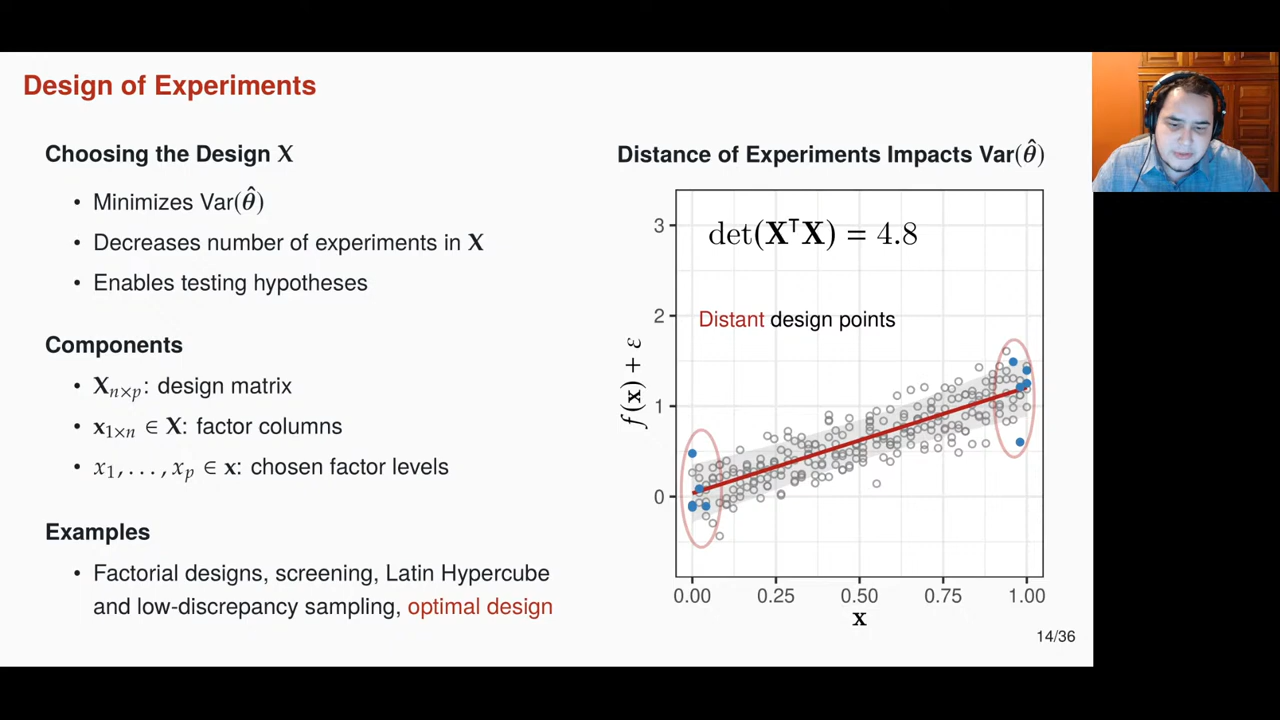 Design of Experiments
Choosing the Design X
• Minimizes Var(θ̂)
• Decreases number of experiments in X
• Enables testing hypotheses
Components
• Xₙ×ₚ: design matrix
• x₁×ₙ ∈ X: factor columns
• x₁, . . . , xₚ ∈ x: chosen factor levels
Examples
• Factorial designs, screening, Latin Hypercube
and low-discrepancy sampling, optimal design
Distance of Experiments Impacts Var(θ̂)
det(XᵀX) = 4.8
Distant design points
f(x) + ε
3
2
1
0
0.00 0.25 0.50 0.75 1.00
x
14/36